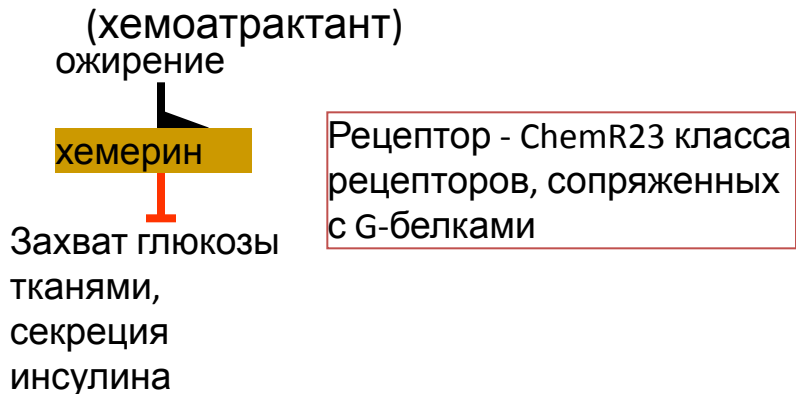 (хемоатрактант)
ожирение
хемерин
Захват глюкозы
тканями,
секреция
инсулина
Рецептор - ChemR23 класса
рецепторов, сопряженных
с G-белками